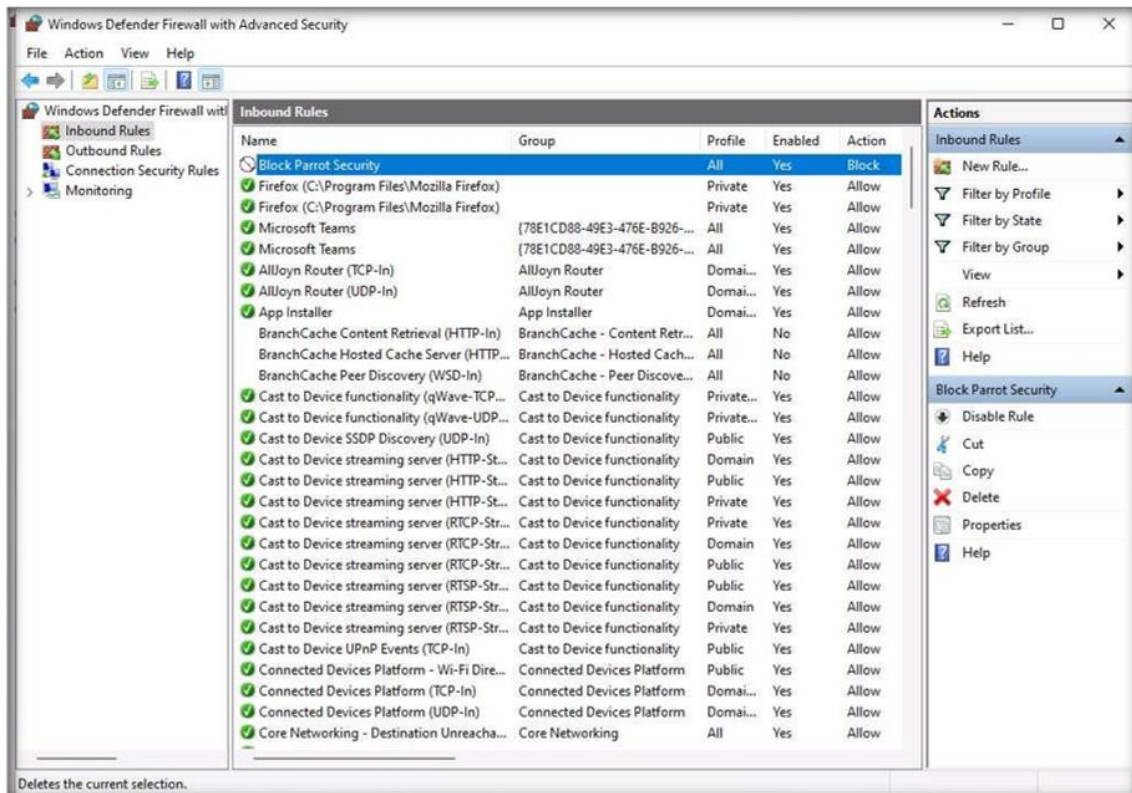 Windows Defender Firewall with Advanced Security
File Action View Help
Windows Defender Firewall witl
Inbound Rules
Outbound Rules
Connection Security Rules
Monitoring
Inbound Rules
Name Group Profile Enabled Action
Block Parrot Security All Yes Block
Firefox (C:\Program Files\Mozilla Firefox) Private Yes Allow
Firefox (C:\Program Files\Mozilla Firefox) Private Yes Allow
Microsoft Teams {78E1CD88-49E3-476E-B926-... All Yes Allow
Microsoft Teams {78E1CD88-49E3-476E-B926-... All Yes Allow
AllJoyn Router (TCP-In) AllJoyn Router Domai... Yes Allow
AllJoyn Router (UDP-In) AllJoyn Router Domai... Yes Allow
App Installer App Installer Domai... Yes Allow
BranchCache Content Retrieval (HTTP-In) BranchCache - Content Retr... All No Allow
BranchCache Hosted Cache Server (HTTP... BranchCache - Hosted Cach... All No Allow
BranchCache Peer Discovery (WSD-In) BranchCache - Peer Discove... All No Allow
Cast to Device functionality (qWave-TCP... Cast to Device functionality Private... Yes Allow
Cast to Device functionality (qWave-UDP... Cast to Device functionality Private... Yes Allow
Cast to Device SSDP Discovery (UDP-In) Cast to Device functionality Public Yes Allow
Cast to Device streaming server (HTTP-St... Cast to Device functionality Domain Yes Allow
Cast to Device streaming server (HTTP-St... Cast to Device functionality Public Yes Allow
Cast to Device streaming server (HTTP-St... Cast to Device functionality Private Yes Allow
Cast to Device streaming server (RTCP-Str... Cast to Device functionality Private Yes Allow
Cast to Device streaming server (RTCP-Str... Cast to Device functionality Domain Yes Allow
Cast to Device streaming server (RTCP-Str... Cast to Device functionality Public Yes Allow
Cast to Device streaming server (RTSP-Str... Cast to Device functionality Public Yes Allow
Cast to Device streaming server (RTSP-Str... Cast to Device functionality Domain Yes Allow
Cast to Device streaming server (RTSP-Str... Cast to Device functionality Private Yes Allow
Cast to Device UPnP Events (TCP-In) Cast to Device functionality Public Yes Allow
Connected Devices Platform - Wi-Fi Dire... Connected Devices Platform Public Yes Allow
Connected Devices Platform (TCP-In) Connected Devices Platform Domai... Yes Allow
Connected Devices Platform (UDP-In) Connected Devices Platform Domai... Yes Allow
Core Networking - Destination Unreacha... Core Networking All Yes Allow
Actions
Inbound Rules
New Rule...
Filter by Profile
Filter by State
Filter by Group
View
Refresh
Export List...
Help
Block Parrot Security
Disable Rule
Cut
Copy
Delete
Properties
Help
Deletes the current selection.